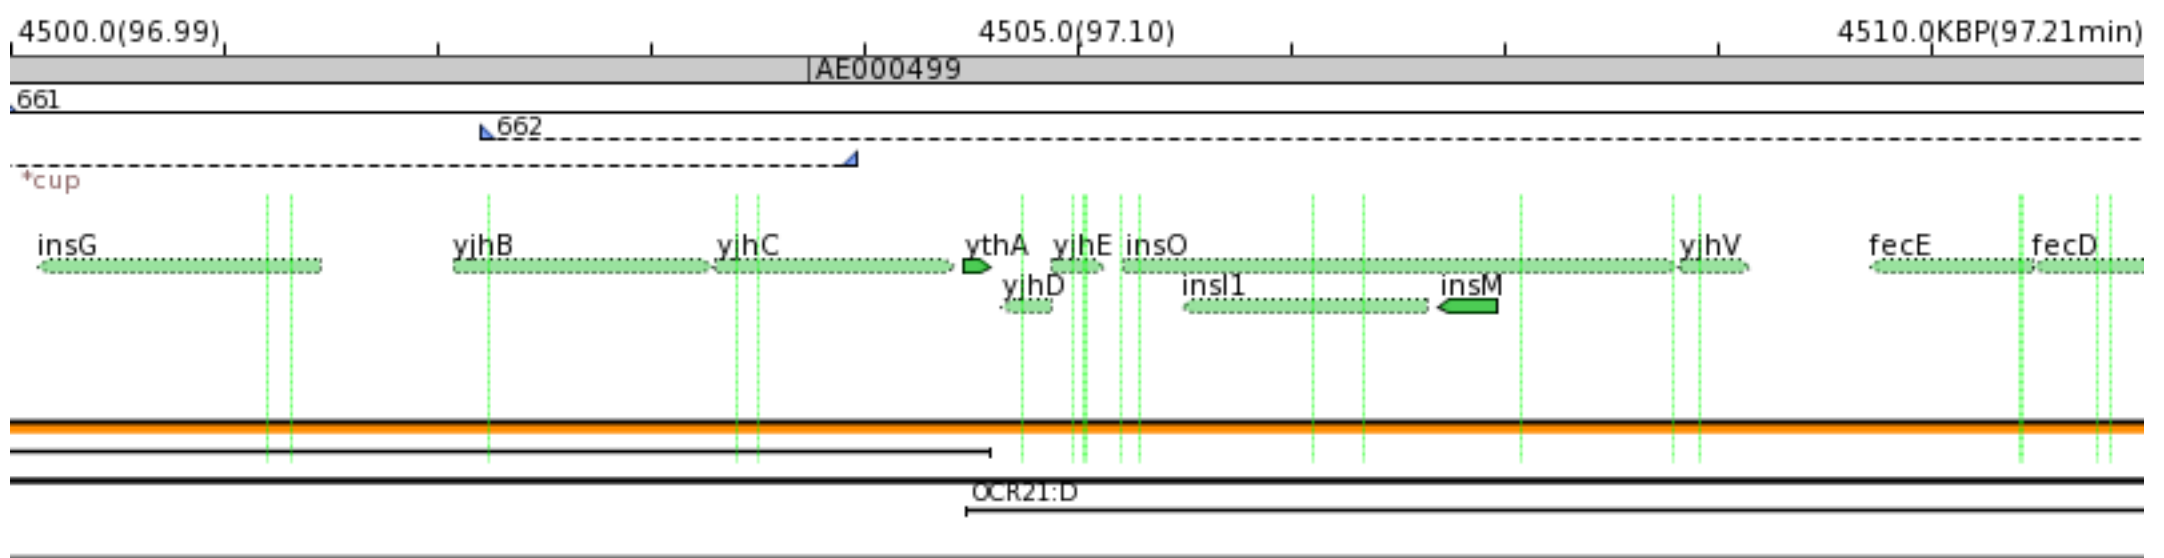 4500.0(96.99) 4505.0(97.10) 4510.0KBP(97.21min)
AE000499
661
662
*cup
insG yjhB yjhC ythA yjhE insO yjhV fecE fecD
yjhD insI1 insM
OCR21:D